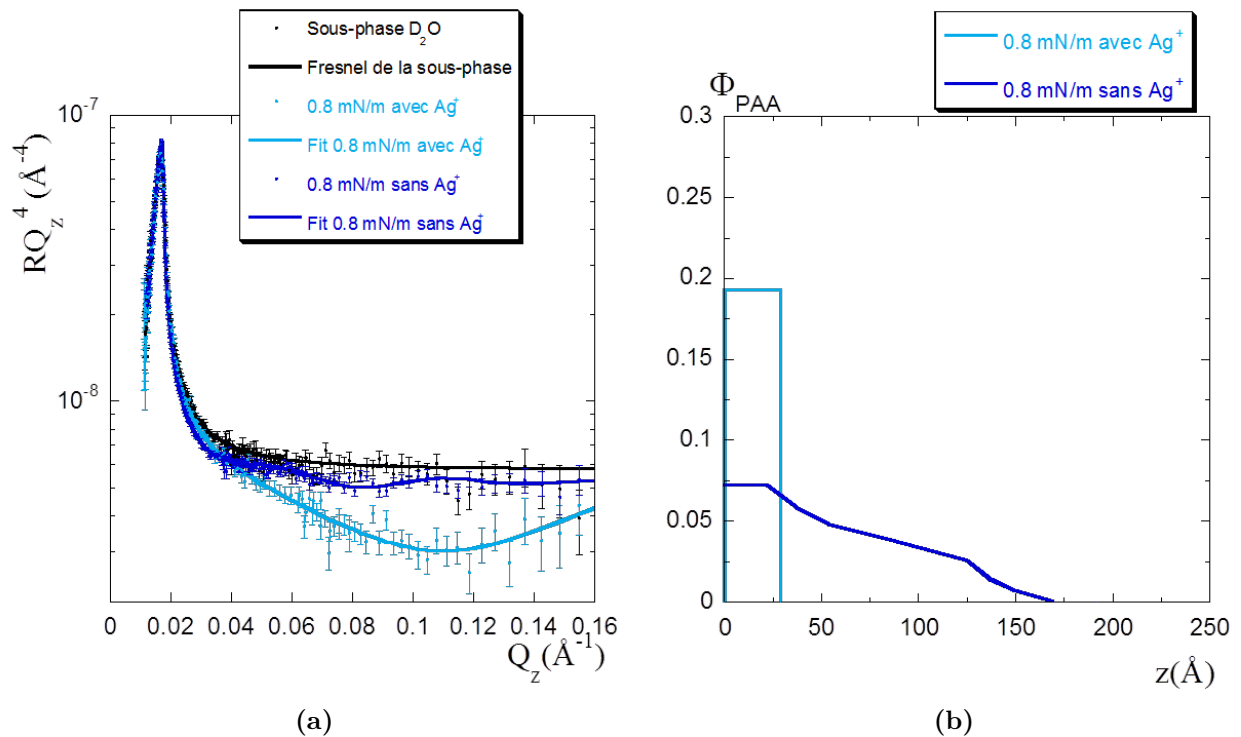 Sous-phase D₂O
Fresnel de la sous-phase
0.8 mN/m avec Ag⁺
Fit 0.8 mN/m avec Ag⁺
0.8 mN/m sans Ag⁺
Fit 0.8 mN/m sans Ag⁺
RQz⁴ (Å⁻⁴)
10⁻⁷
10⁻⁸
0 0.02 0.04 0.06 0.08 0.1 0.12 0.14 0.16
Qz(Å⁻¹)
(a)
0.8 mN/m avec Ag⁺
0.8 mN/m sans Ag⁺
Φ_PAA
0.3
0.25
0.2
0.15
0.1
0.05
0
0 50 100 150 200 250
z(Å)
(b)